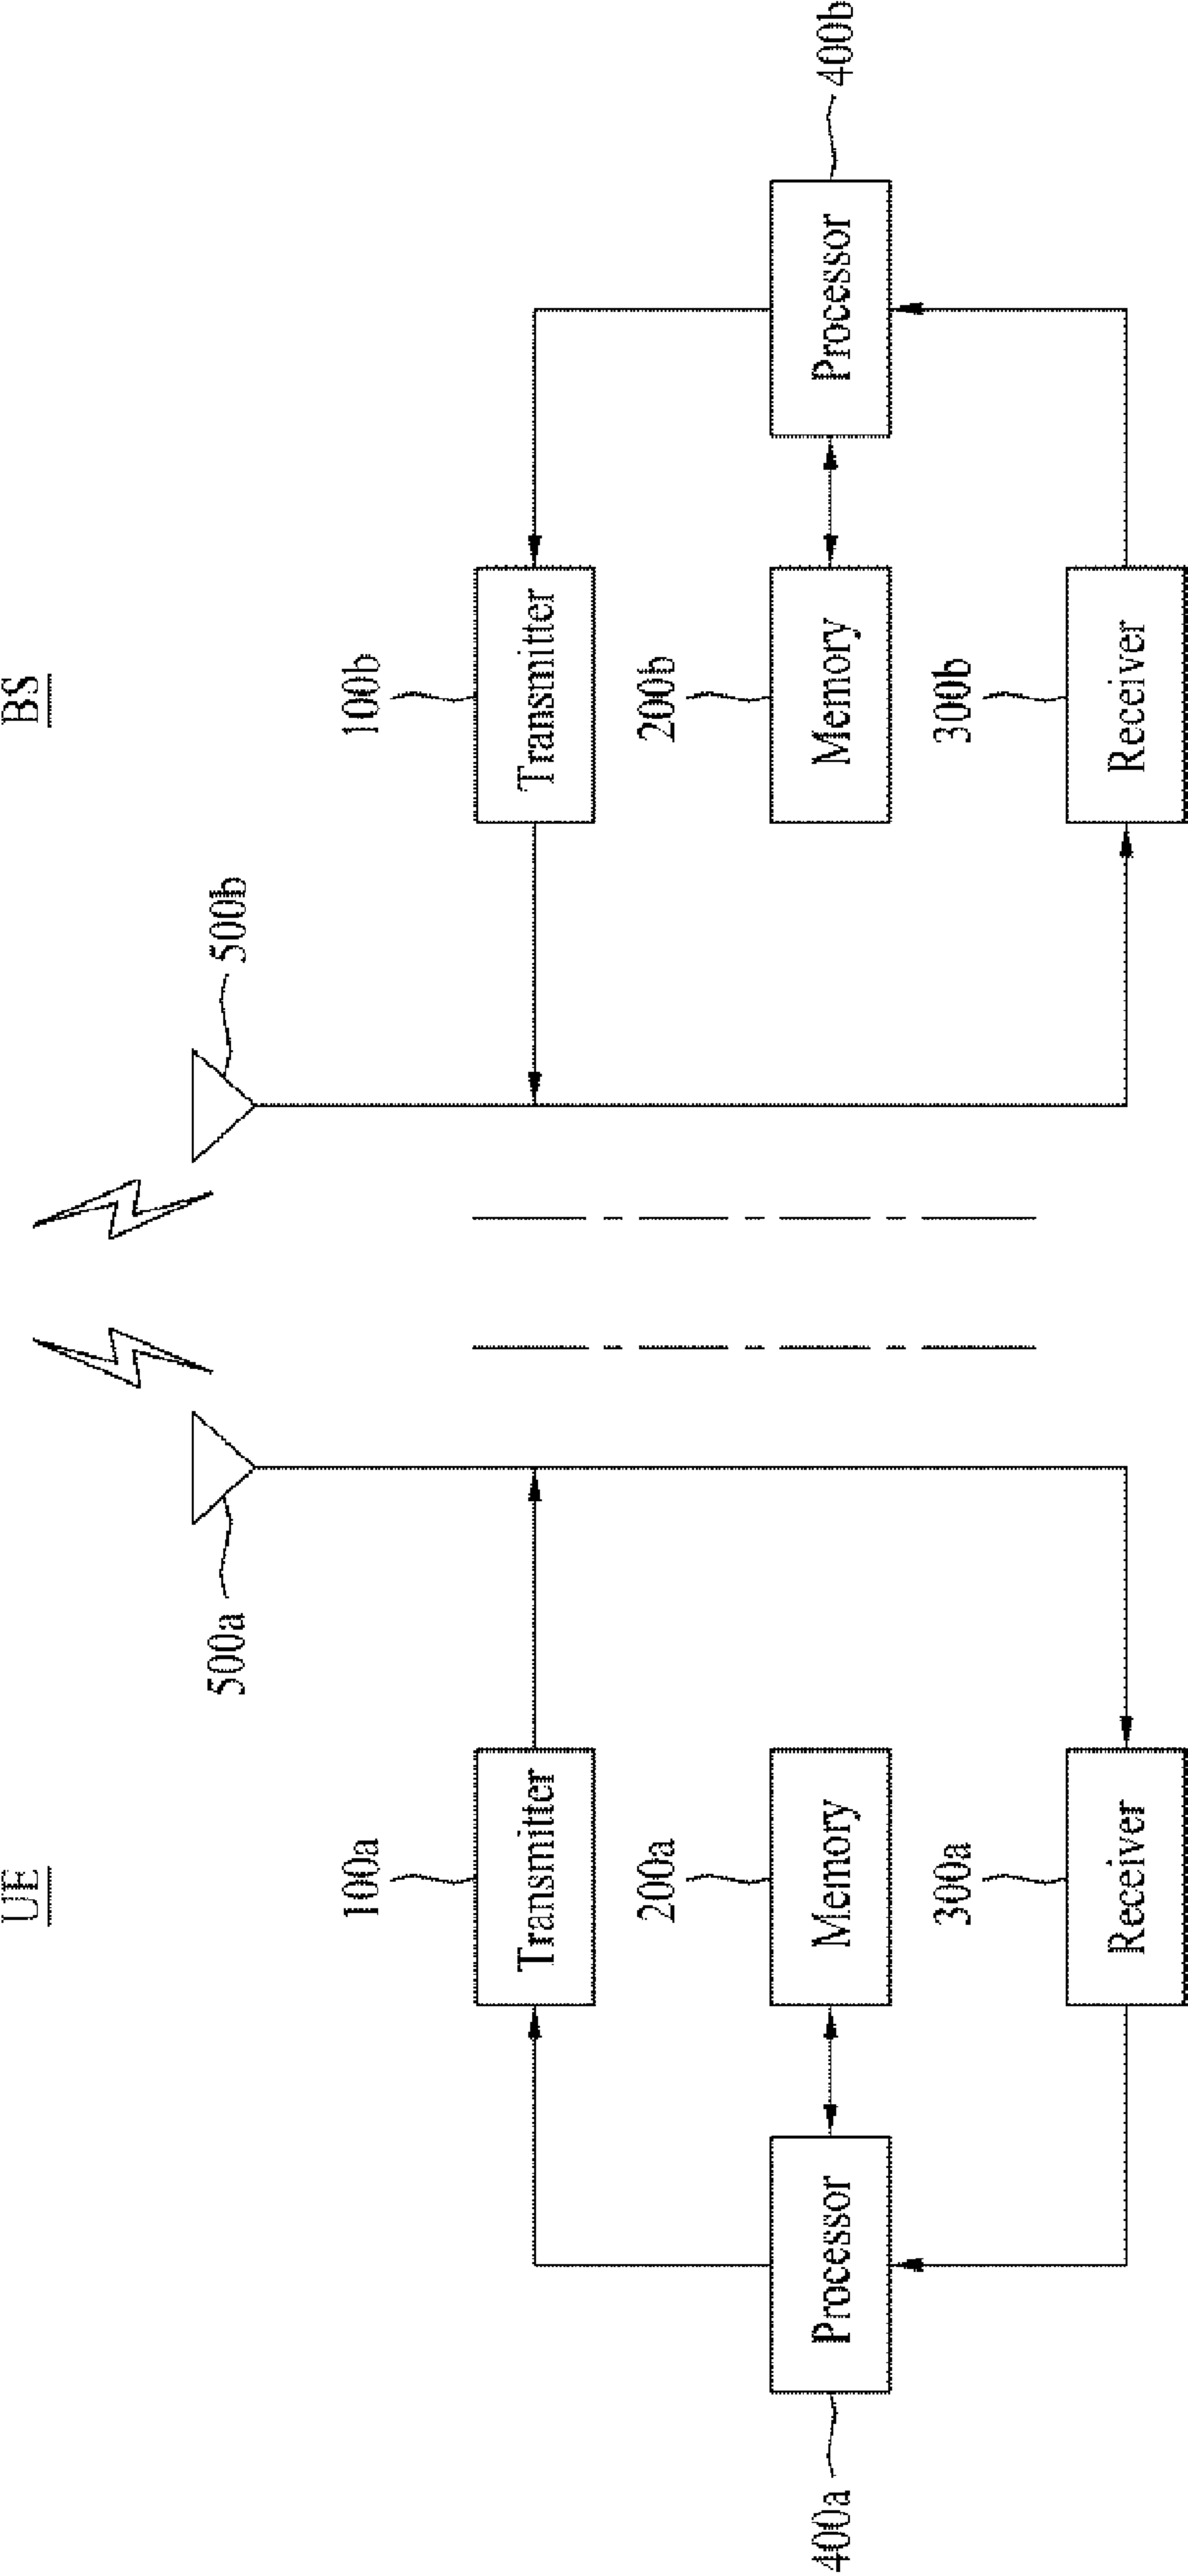 UE
BS
500a
500b
100a
Transmitter
100b
Transmitter
400a
Processor
200a
Memory
200b
Memory
Processor
400b
300a
Receiver
300b
Receiver